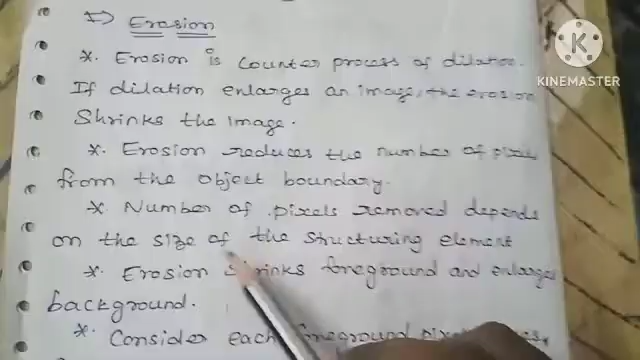 I) Erosion
*. Erosion is counter process of dilation.
If dilation enlarges an image, the erosion
Shrinks the image.
*. Erosion reduces the number of pixels
from the object boundary.
*. Number of pixels removed depends
on the size of the structuring element
*. Erosion shrinks foreground and enlarges
background.
*. Consider each foreground pixel
KINEMASTER